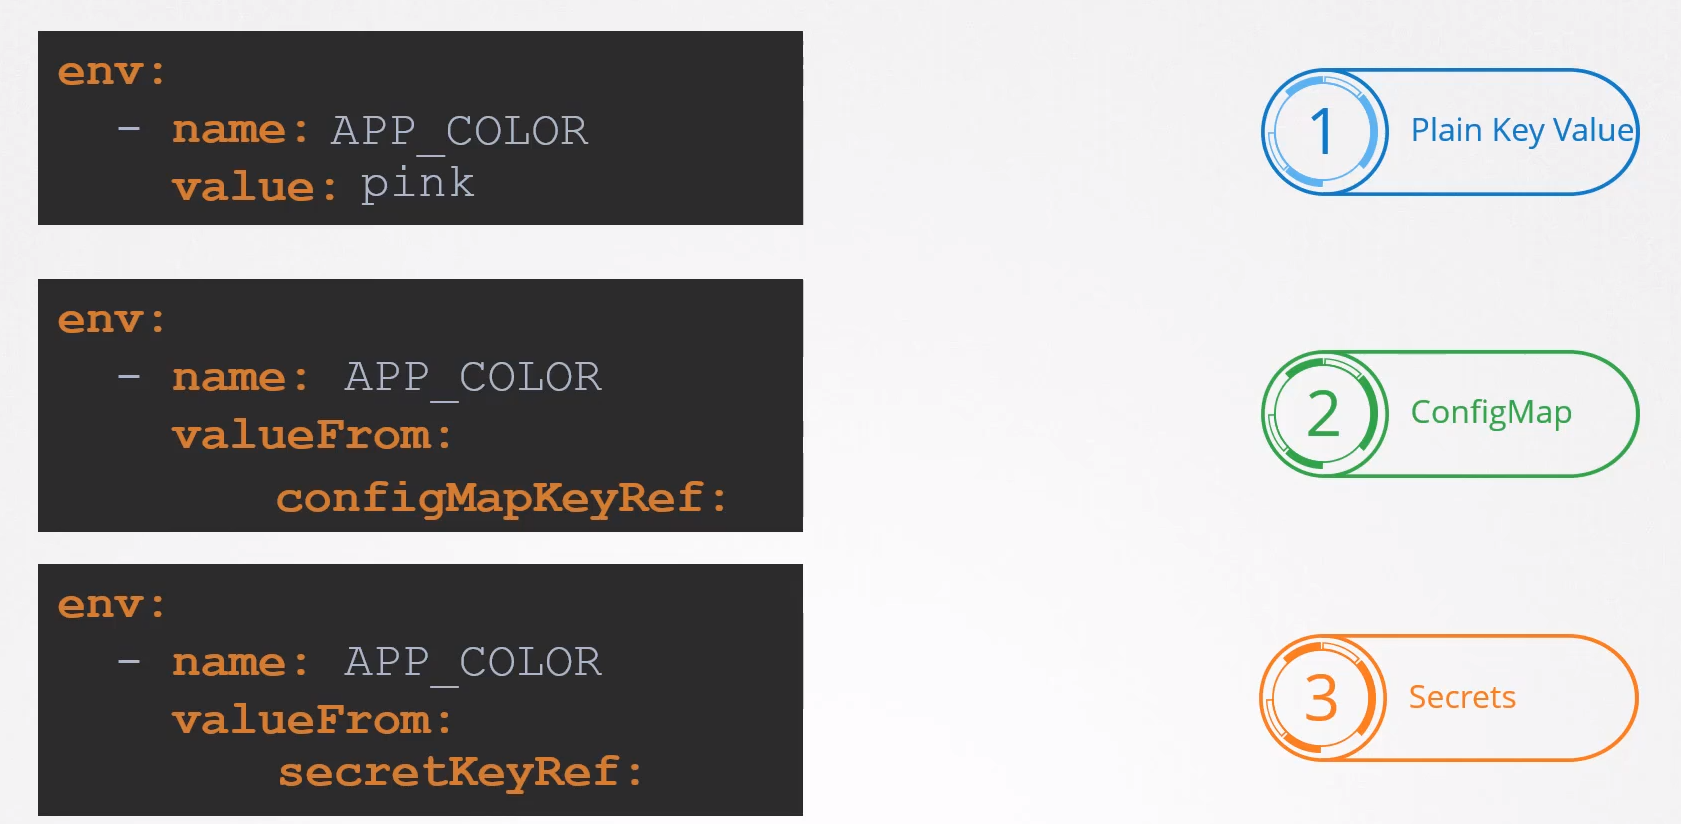 env:
- name: APP_COLOR
value: pink
1 Plain Key Value
env:
- name: APP_COLOR
valueFrom:
configMapKeyRef:
2 ConfigMap
env:
- name: APP_COLOR
valueFrom:
secretKeyRef:
3 Secrets